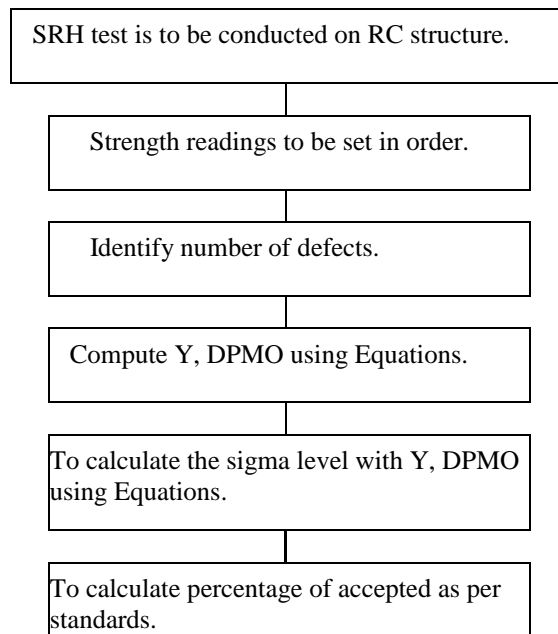 SRH test is to be conducted on RC structure.
Strength readings to be set in order.
Identify number of defects.
Compute Y, DPMO using Equations.
To calculate the sigma level with Y, DPMO
using Equations.
To calculate percentage of accepted as per
standards.